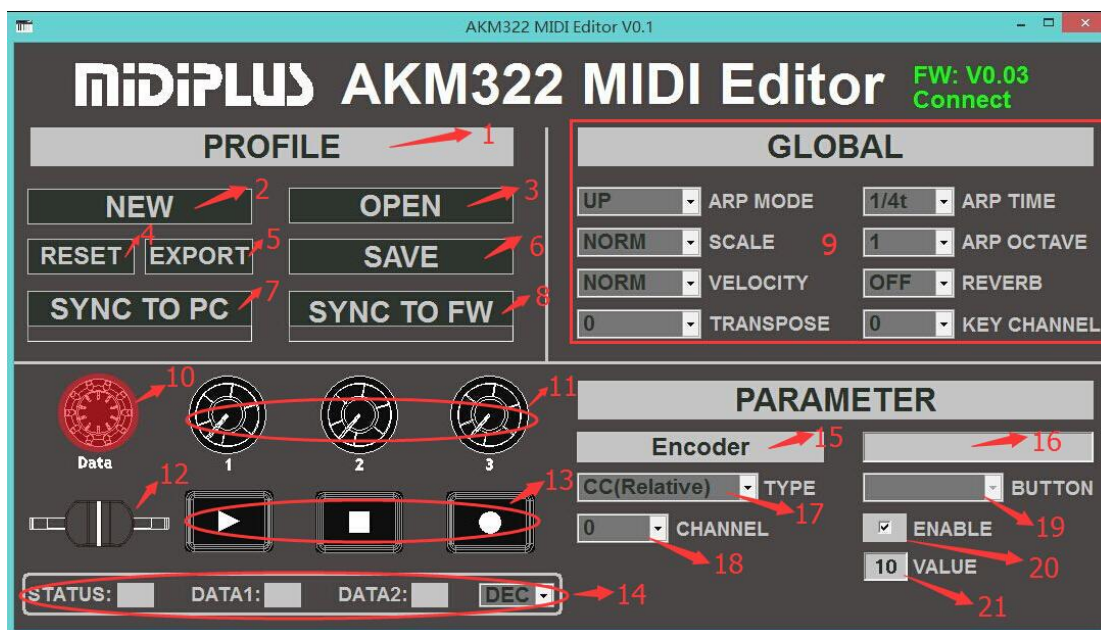 AKM322 MIDI Editor V0.1
MiDiPLUS AKM322 MIDI Editor
FW: V0.03
Connect
PROFILE 1
NEW 2
OPEN 3
RESET 4
EXPORT 5
SAVE 6
SYNC TO PC 7
SYNC TO FW 8
GLOBAL
UP ARP MODE 1/4t ARP TIME
NORM SCALE 9 1 ARP OCTAVE
NORM VELOCITY OFF REVERB
0 TRANSPOSE 0 KEY CHANNEL
10
11
Data 1 2 3
12
13
STATUS: DATA1: DATA2: DEC 14
PARAMETER
Encoder 15 16
CC(Relative) TYPE 17 BUTTON 19
0 CHANNEL 18 ENABLE 20
10 VALUE 21